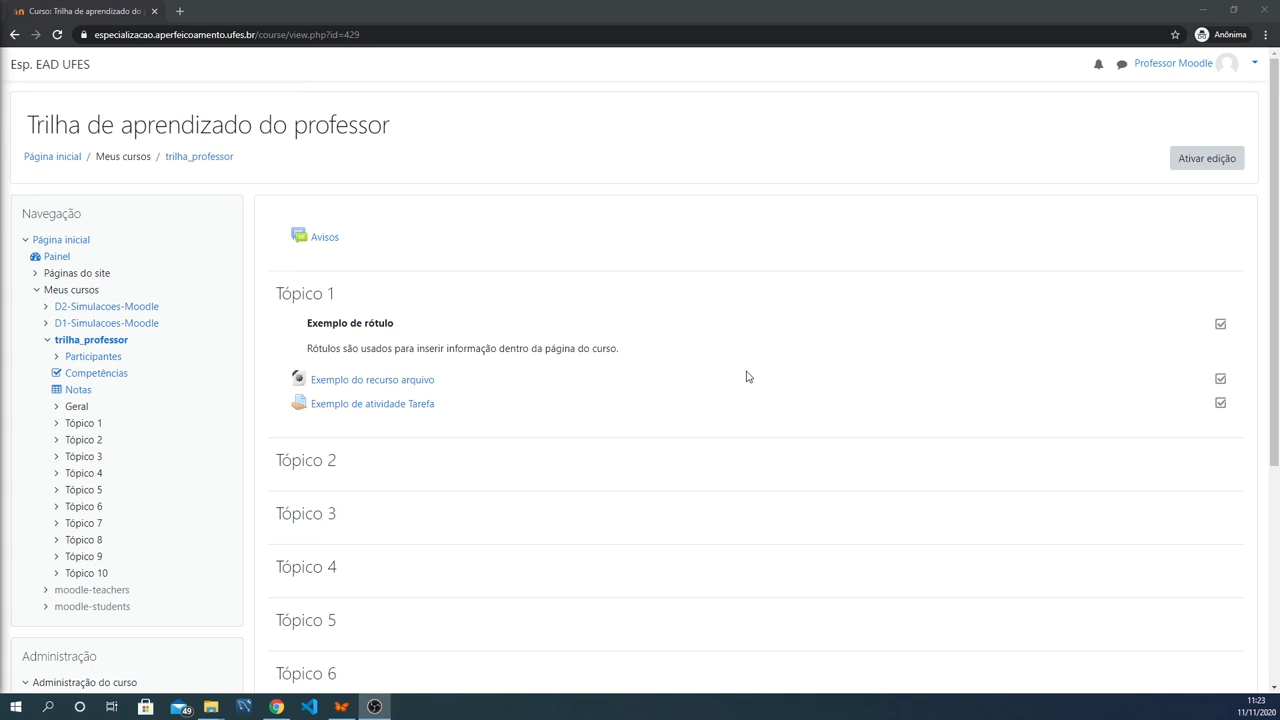 Curso: Trilha de aprendizado do p
especializacao.aperfeicoamento.ufes.br/course/view.php?id=429
Anônima
Esp. EAD UFES
Professor Moodle
Trilha de aprendizado do professor
Página inicial / Meus cursos / trilha_professor
Ativar edição
Navegação
Página inicial
Painel
Páginas do site
Meus cursos
D2-Simulacoes-Moodle
D1-Simulacoes-Moodle
trilha_professor
Participantes
Competências
Notas
Geral
Tópico 1
Tópico 2
Tópico 3
Tópico 4
Tópico 5
Tópico 6
Tópico 7
Tópico 8
Tópico 9
Tópico 10
moodle-teachers
moodle-students
Administração
Administração do curso
Avisos
Tópico 1
Exemplo de rótulo
Rótulos são usados para inserir informação dentro da página do curso.
Exemplo do recurso arquivo
Exemplo de atividade Tarefa
Tópico 2
Tópico 3
Tópico 4
Tópico 5
Tópico 6
49
11:23
11/11/2020